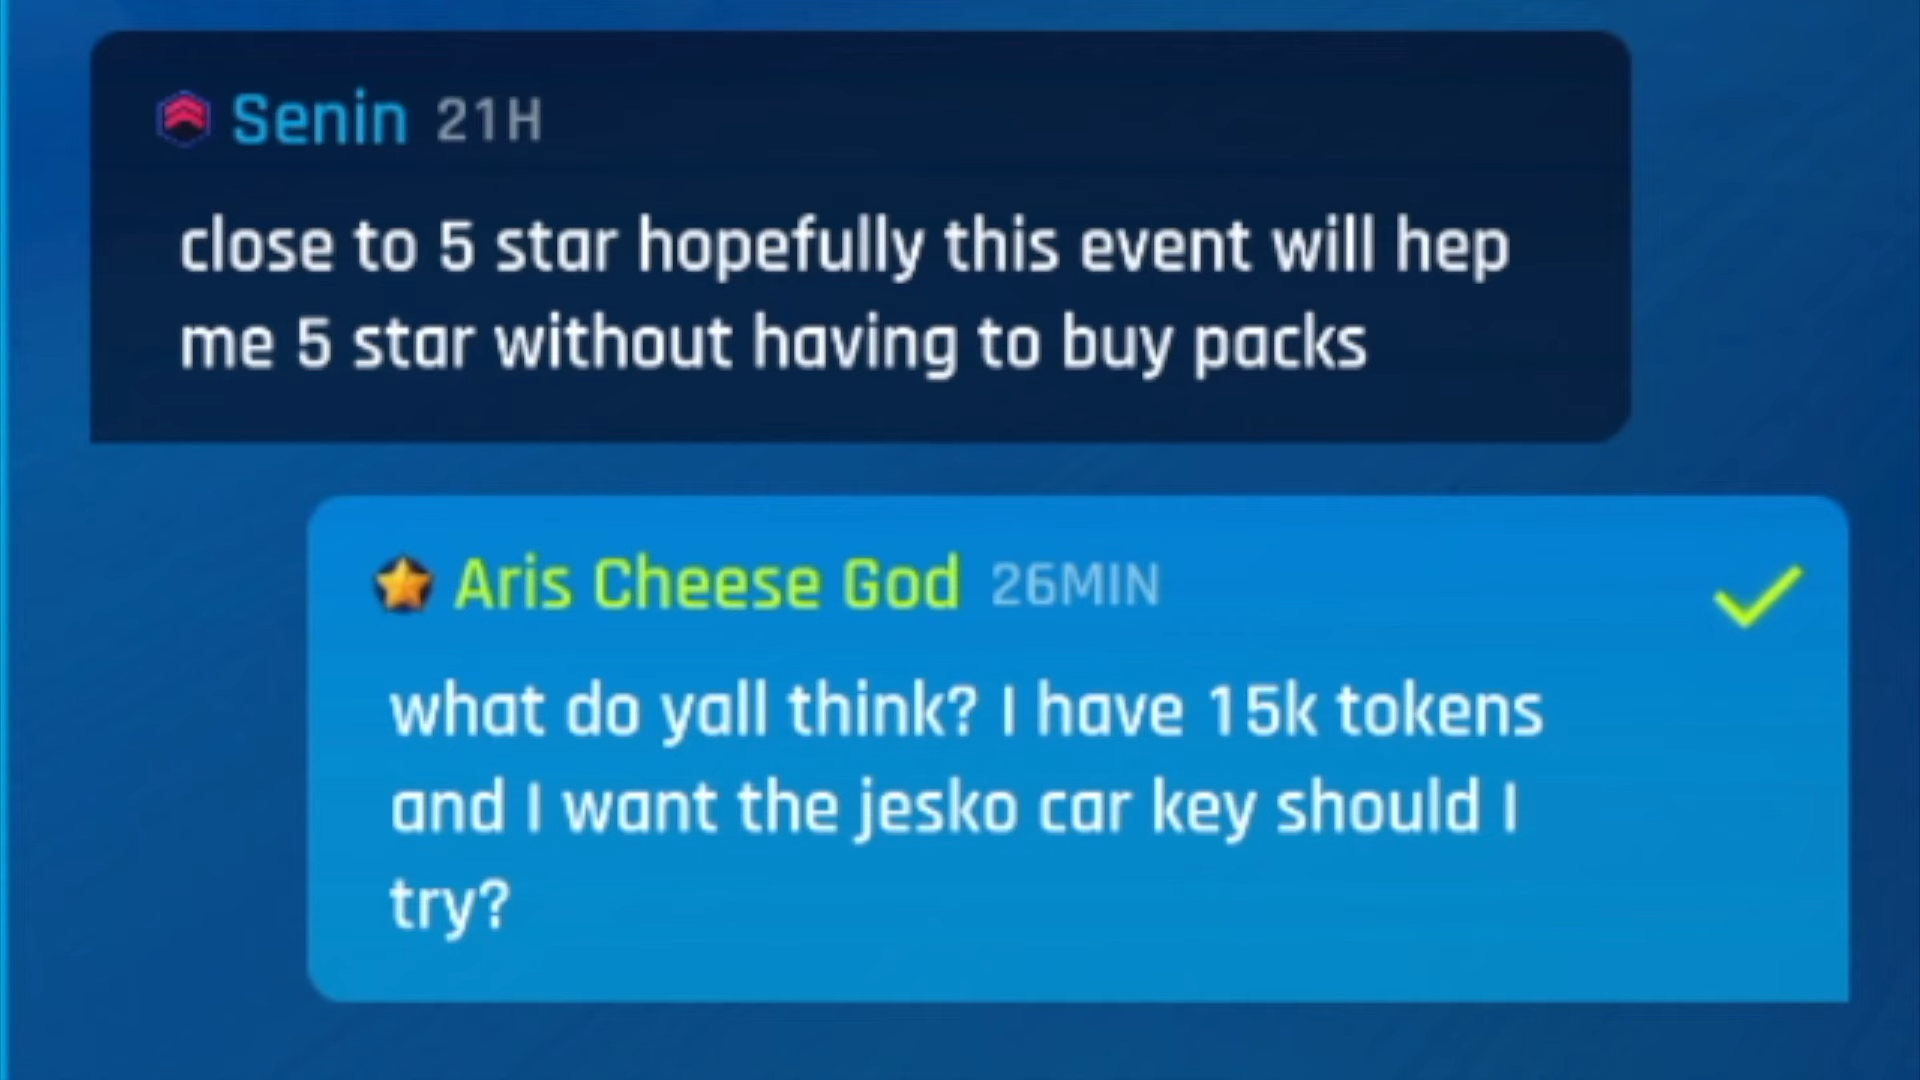 Senin 21H
close to 5 star hopefully this event will hep
me 5 star without having to buy packs
Aris Cheese God 26MIN
what do yall think? I have 15k tokens
and I want the jesko car key should I
try?